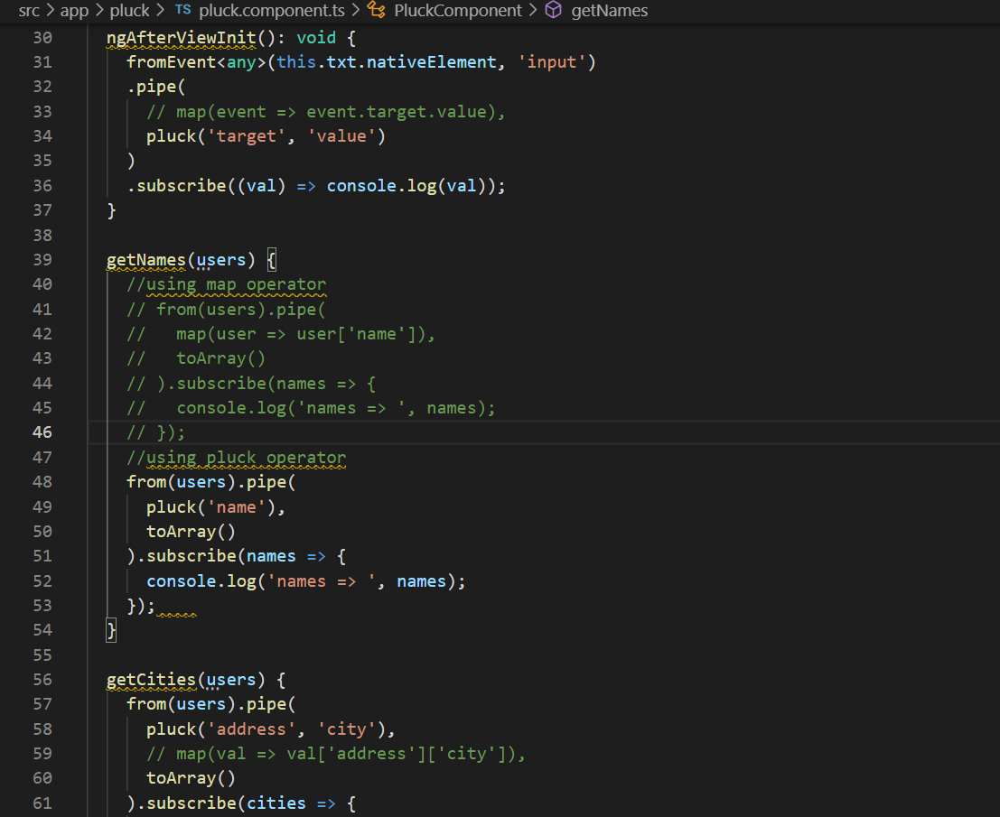 src > app > pluck > TS pluck.component.ts > PluckComponent > getNames
30 ngAfterViewInit(): void {
31 fromEvent<any>(this.txt.nativeElement, 'input')
32 .pipe(
33 // map(event => event.target.value),
34 pluck('target', 'value')
35 )
36 .subscribe((val) => console.log(val));
37 }
38
39 getNames(users) {
40 //using map operator
41 // from(users).pipe(
42 //   map(user => user['name']),
43 //   toArray()
44 // ).subscribe(names => {
45 //   console.log('names => ', names);
46 // });
47 //using pluck operator
48 from(users).pipe(
49 pluck('name'),
50 toArray()
51 ).subscribe(names => {
52 console.log('names => ', names);
53 });
54 }
55
56 getCities(users) {
57 from(users).pipe(
58 pluck('address', 'city'),
59 // map(val => val['address']['city']),
60 toArray()
61 ).subscribe(cities => {